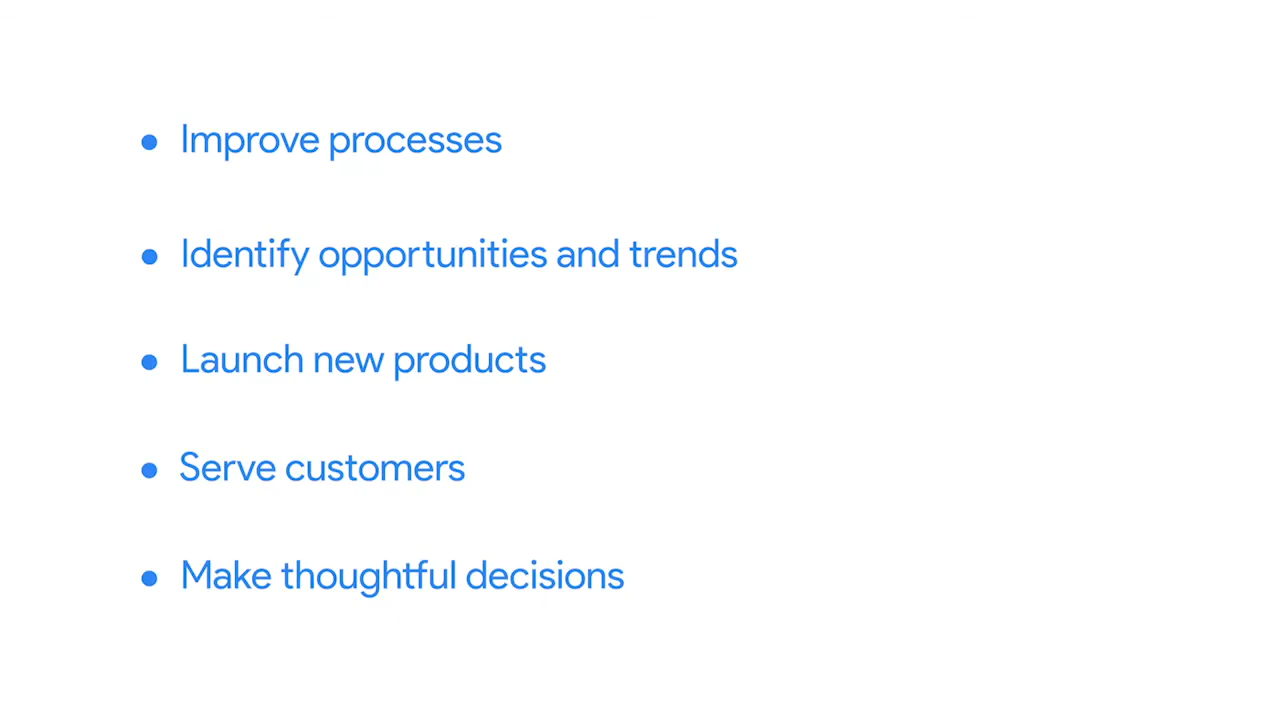 • Improve processes
• Identify opportunities and trends
• Launch new products
• Serve customers
• Make thoughtful decisions